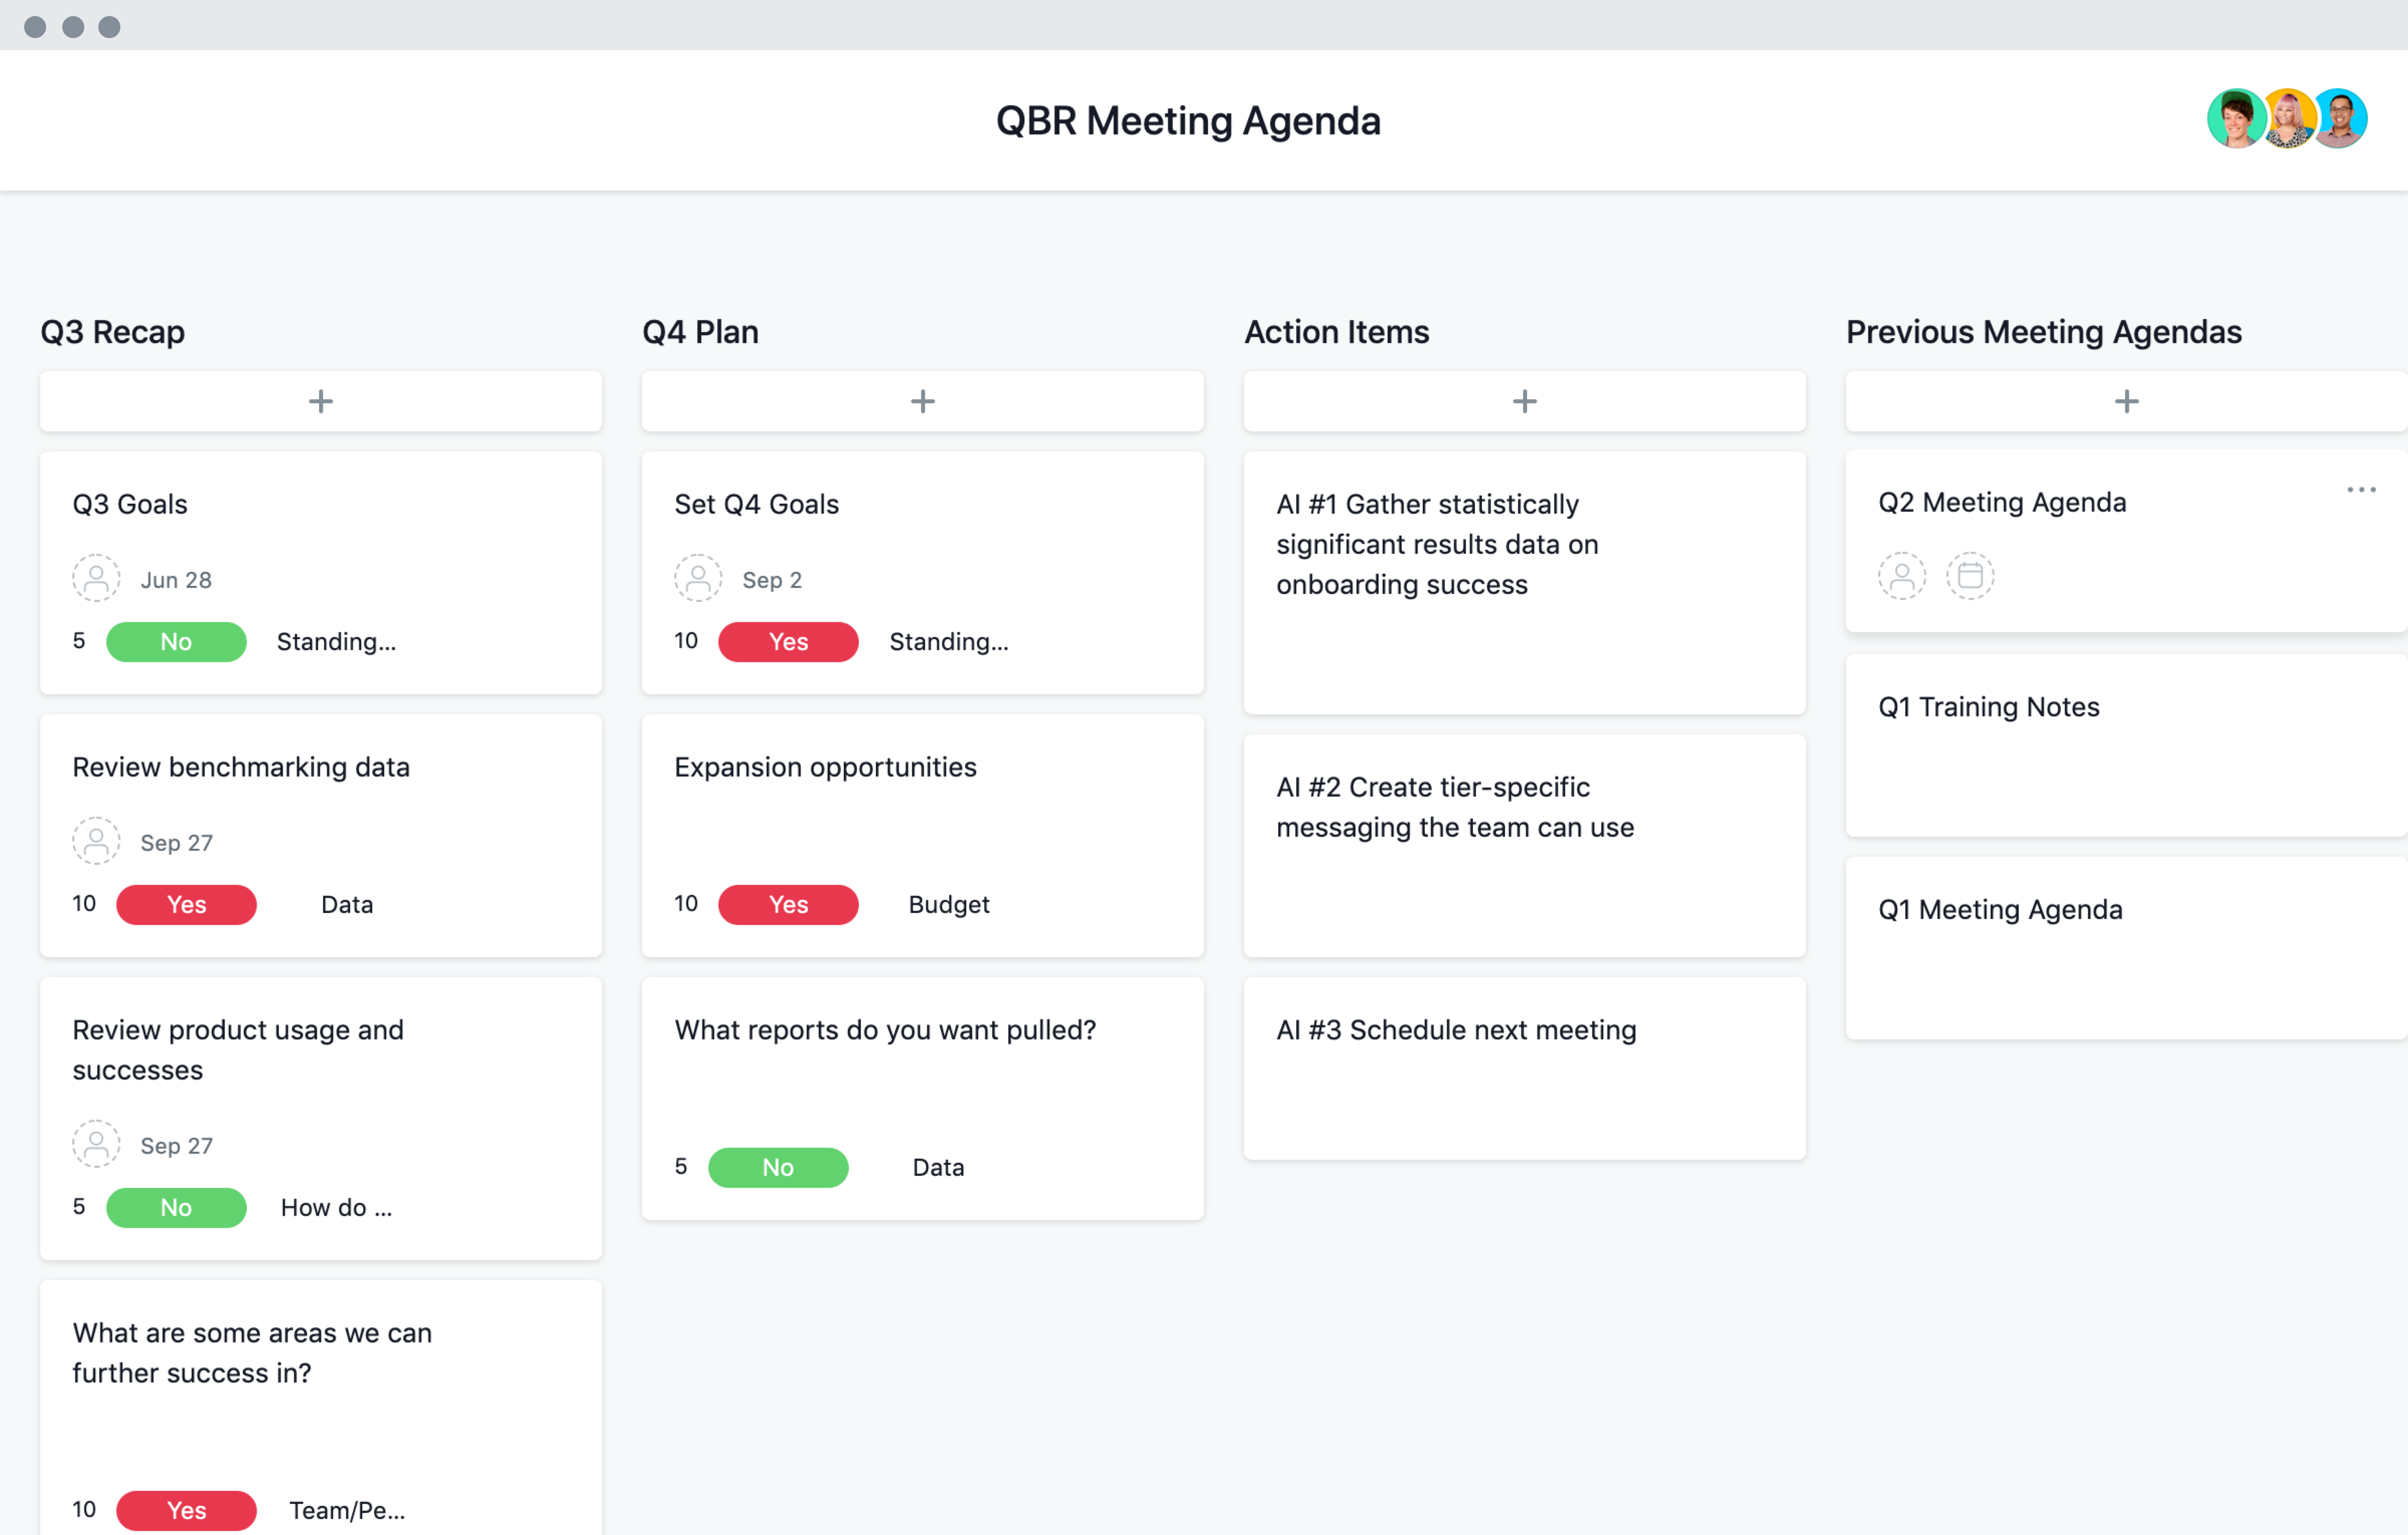 QBR Meeting Agenda
Q3 Recap
Q3 Goals
Jun 28
5 No Standing...
Review benchmarking data
Sep 27
10 Yes Data
Review product usage and
successes
Sep 27
5 No How do ...
What are some areas we can
further success in?
10 Yes Team/Pe...
Q4 Plan
Set Q4 Goals
Sep 2
10 Yes Standing...
Expansion opportunities
10 Yes Budget
What reports do you want pulled?
5 No Data
Action Items
AI #1 Gather statistically
significant results data on
onboarding success
AI #2 Create tier-specific
messaging the team can use
AI #3 Schedule next meeting
Previous Meeting Agendas
Q2 Meeting Agenda
Q1 Training Notes
Q1 Meeting Agenda